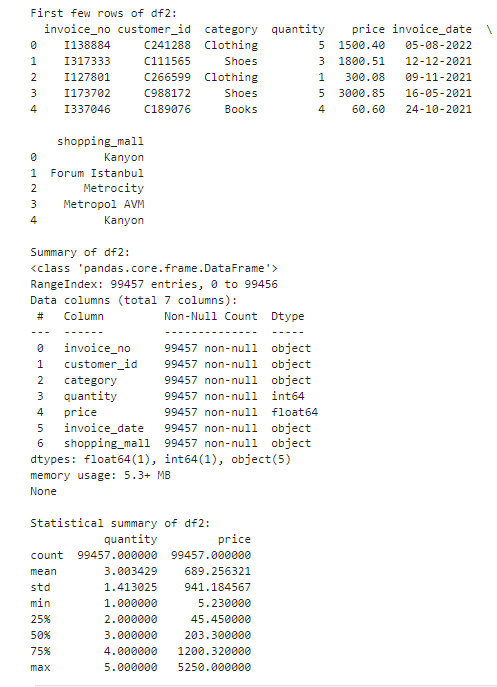 First few rows of df2:
  invoice_no customer_id  category  quantity    price invoice_date  \
0    I138884     C241288  Clothing         5  1500.40   05-08-2022
1    I317333     C111565     Shoes         3  1800.51   12-12-2021
2    I127801     C266599  Clothing         1   300.08   09-11-2021
3    I173702     C988172     Shoes         5  3000.85   16-05-2021
4    I337046     C189076     Books         4    60.60   24-10-2021

    shopping_mall
0          Kanyon
1  Forum Istanbul
2       Metrocity
3    Metropol AVM
4          Kanyon

Summary of df2:
<class 'pandas.core.frame.DataFrame'>
RangeIndex: 99457 entries, 0 to 99456
Data columns (total 7 columns):
 #   Column         Non-Null Count  Dtype
---  ------         --------------  -----
 0   invoice_no     99457 non-null  object
 1   customer_id    99457 non-null  object
 2   category       99457 non-null  object
 3   quantity       99457 non-null  int64
 4   price          99457 non-null  float64
 5   invoice_date   99457 non-null  object
 6   shopping_mall  99457 non-null  object
dtypes: float64(1), int64(1), object(5)
memory usage: 5.3+ MB
None

Statistical summary of df2:
           quantity         price
count  99457.000000  99457.000000
mean       3.003429    689.256321
std        1.413025    941.184567
min        1.000000      5.230000
25%        2.000000     45.450000
50%        3.000000    203.300000
75%        4.000000   1200.320000
max        5.000000   5250.000000